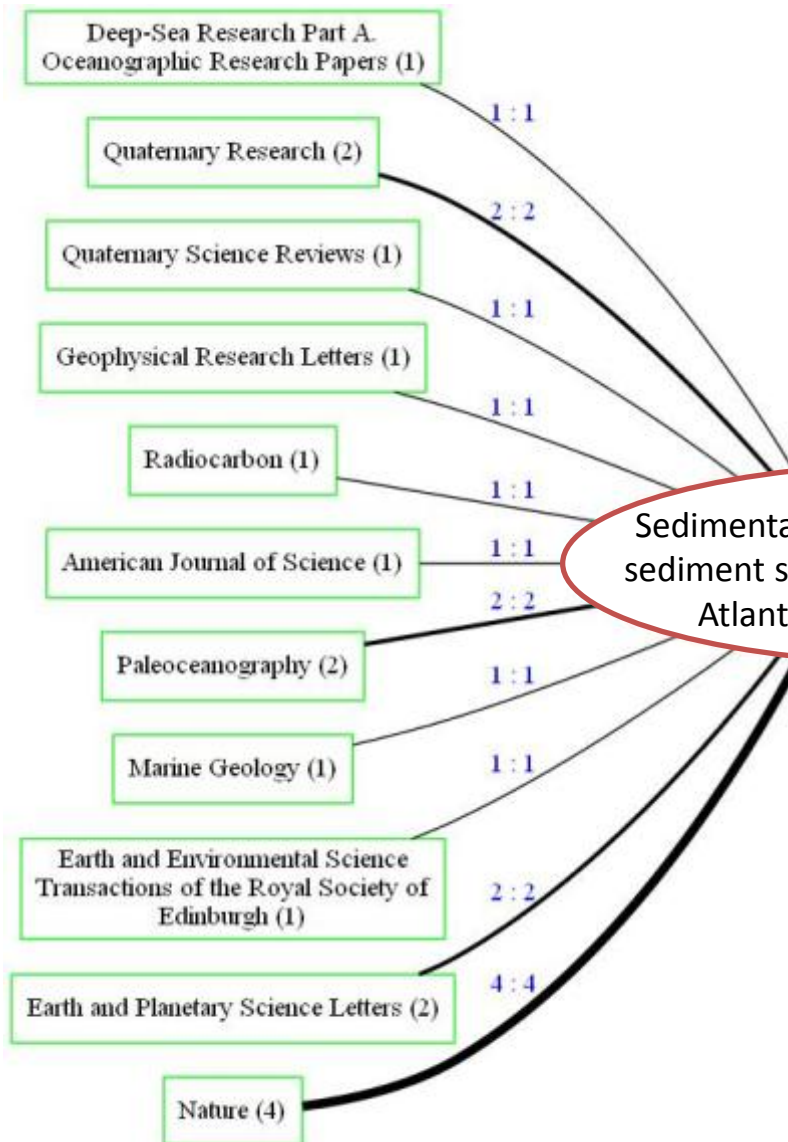 Deep-Sea Research Part A.
Oceanographic Research Papers (1)
1 : 1
Quaternary Research (2)
2 : 2
Quaternary Science Reviews (1)
1 : 1
Geophysical Research Letters (1)
1 : 1
Radiocarbon (1)
1 : 1
American Journal of Science (1)
1 : 1
Sedimenta
sediment s
Atlant
Paleoceanography (2)
2 : 2
Marine Geology (1)
1 : 1
Earth and Environmental Science
Transactions of the Royal Society of
Edinburgh (1)
1 : 1
Earth and Planetary Science Letters (2)
2 : 2
Nature (4)
4 : 4